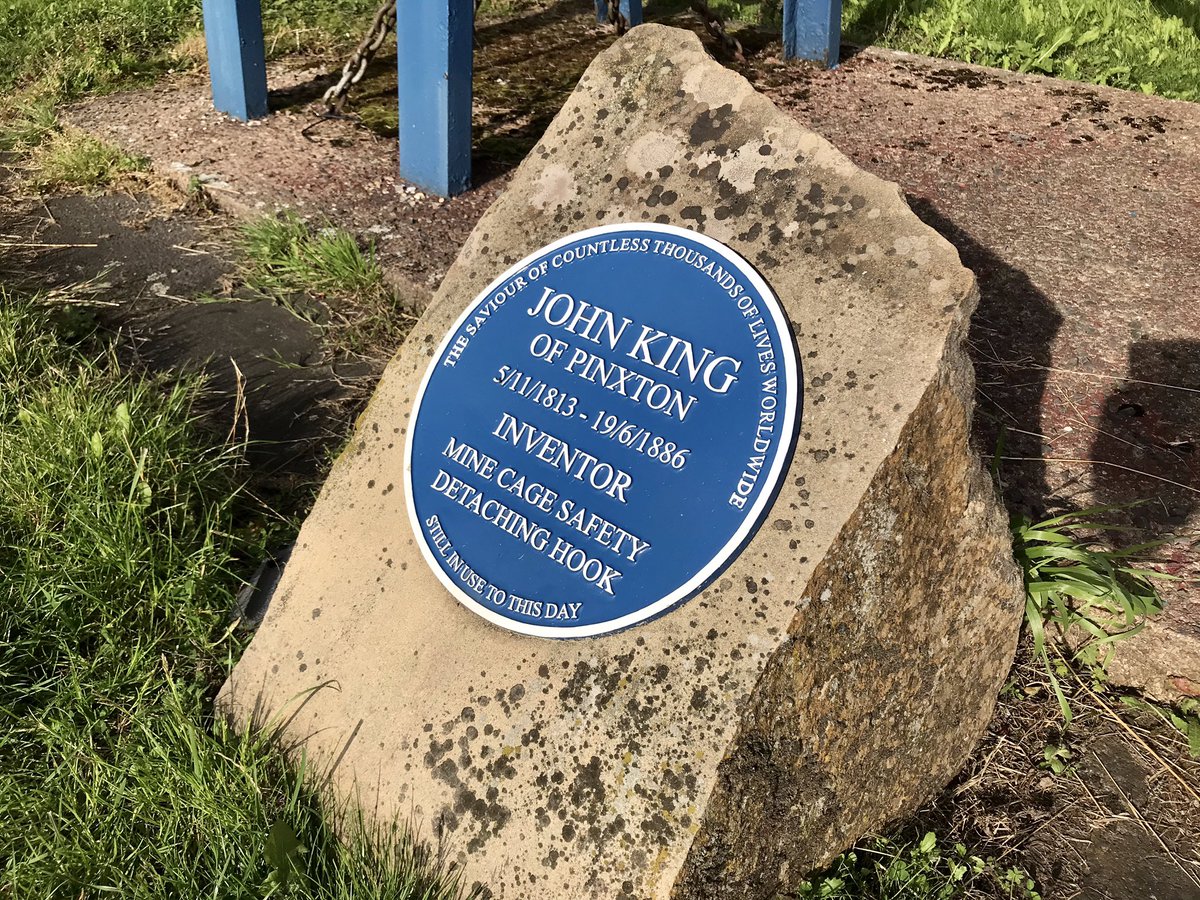 THE SAVIOUR OF COUNTLESS THOUSANDS OF LIVES WORLDWIDE
JOHN KING
OF PINXTON
5/11/1813 - 19/6/1886
INVENTOR
MINE CAGE SAFETY
DETACHING HOOK
STILL IN USE TO THIS DAY